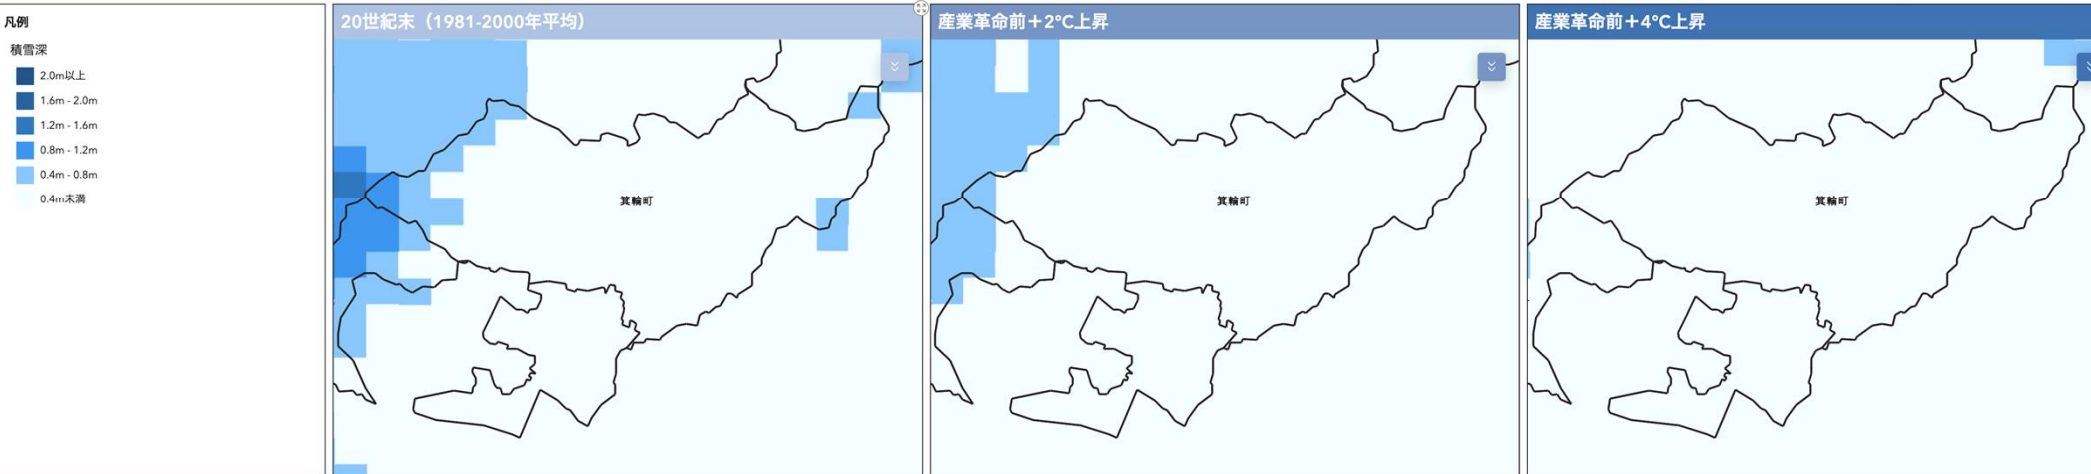 凡例
積雪深
2.0m以上
1.6m - 2.0m
1.2m - 1.6m
0.8m - 1.2m
0.4m - 0.8m
0.4m未満
20世紀末（1981-2000年平均）
箕輪町
産業革命前＋2℃上昇
箕輪町
産業革命前＋4℃上昇
箕輪町